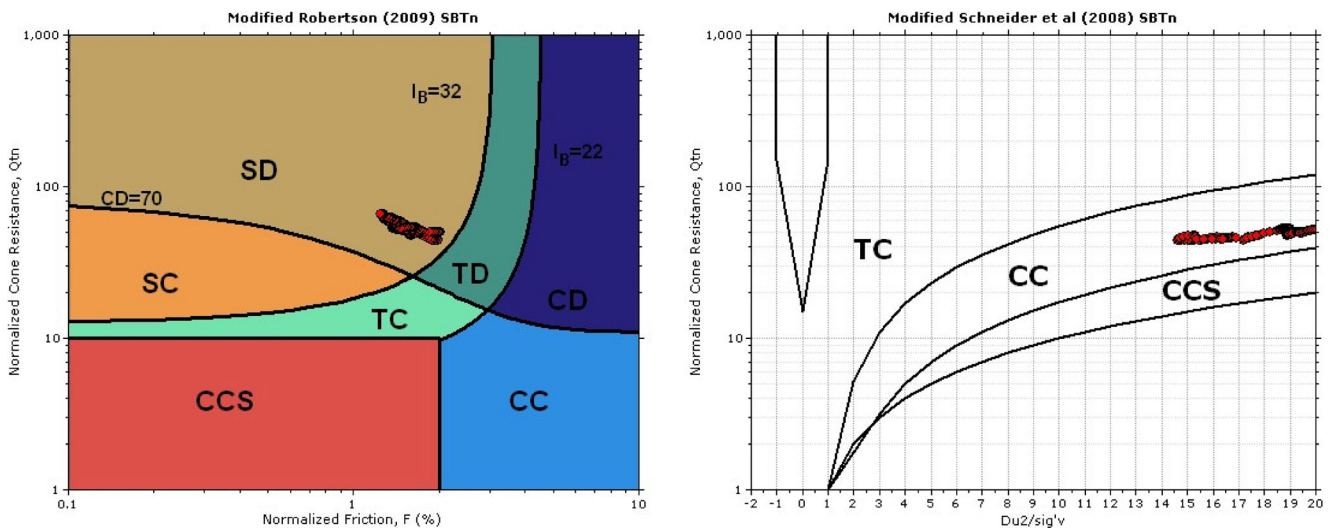 Modified Robertson (2009) SBTn
1,000
100
10
1
Normalized Cone Resistance, Qtn
IB=32
IB=22
SD
CD=70
SC
TD
TC
CD
CCS
CC
0.1
1
10
Normalized Friction, F (%)
Modified Schneider et al (2008) SBTn
1,000
100
10
1
Normalized Cone Resistance, Qtn
TC
CC
CCS
-2 -1 0 1 2 3 4 5 6 7 8 9 10 11 12 13 14 15 16 17 18 19 20
Du2/sig'v